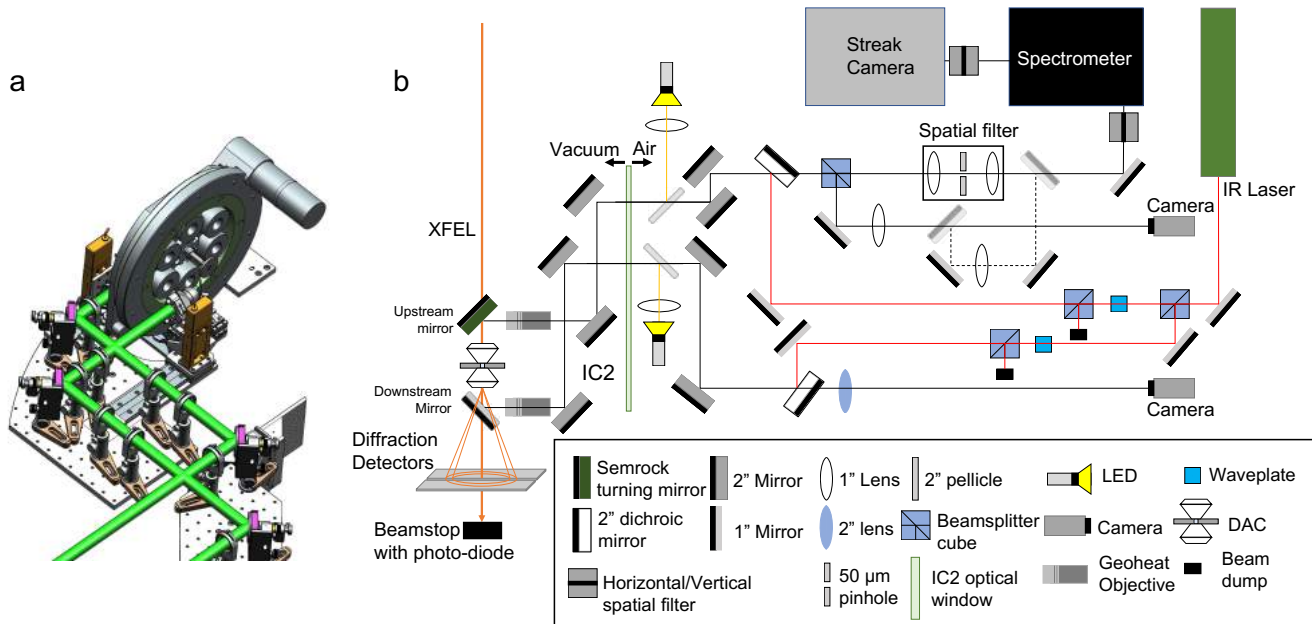 a
b
Streak
Camera
Spectrometer
Spatial filter
Vacuum
Air
IR Laser
Camera
XFEL
Upstream
mirror
IC2
Downstream
Mirror
Camera
Diffraction
Detectors
Beamstop
with photo-diode
Semrock
turning mirror
2” Mirror
1” Lens
2” pellicle
LED
Waveplate
2” dichroic
mirror
1” Mirror
2” lens
Beamsplitter
cube
Camera
DAC
Horizontal/Vertical
spatial filter
50 µm
pinhole
IC2 optical
window
Geoheat
Objective
Beam
dump